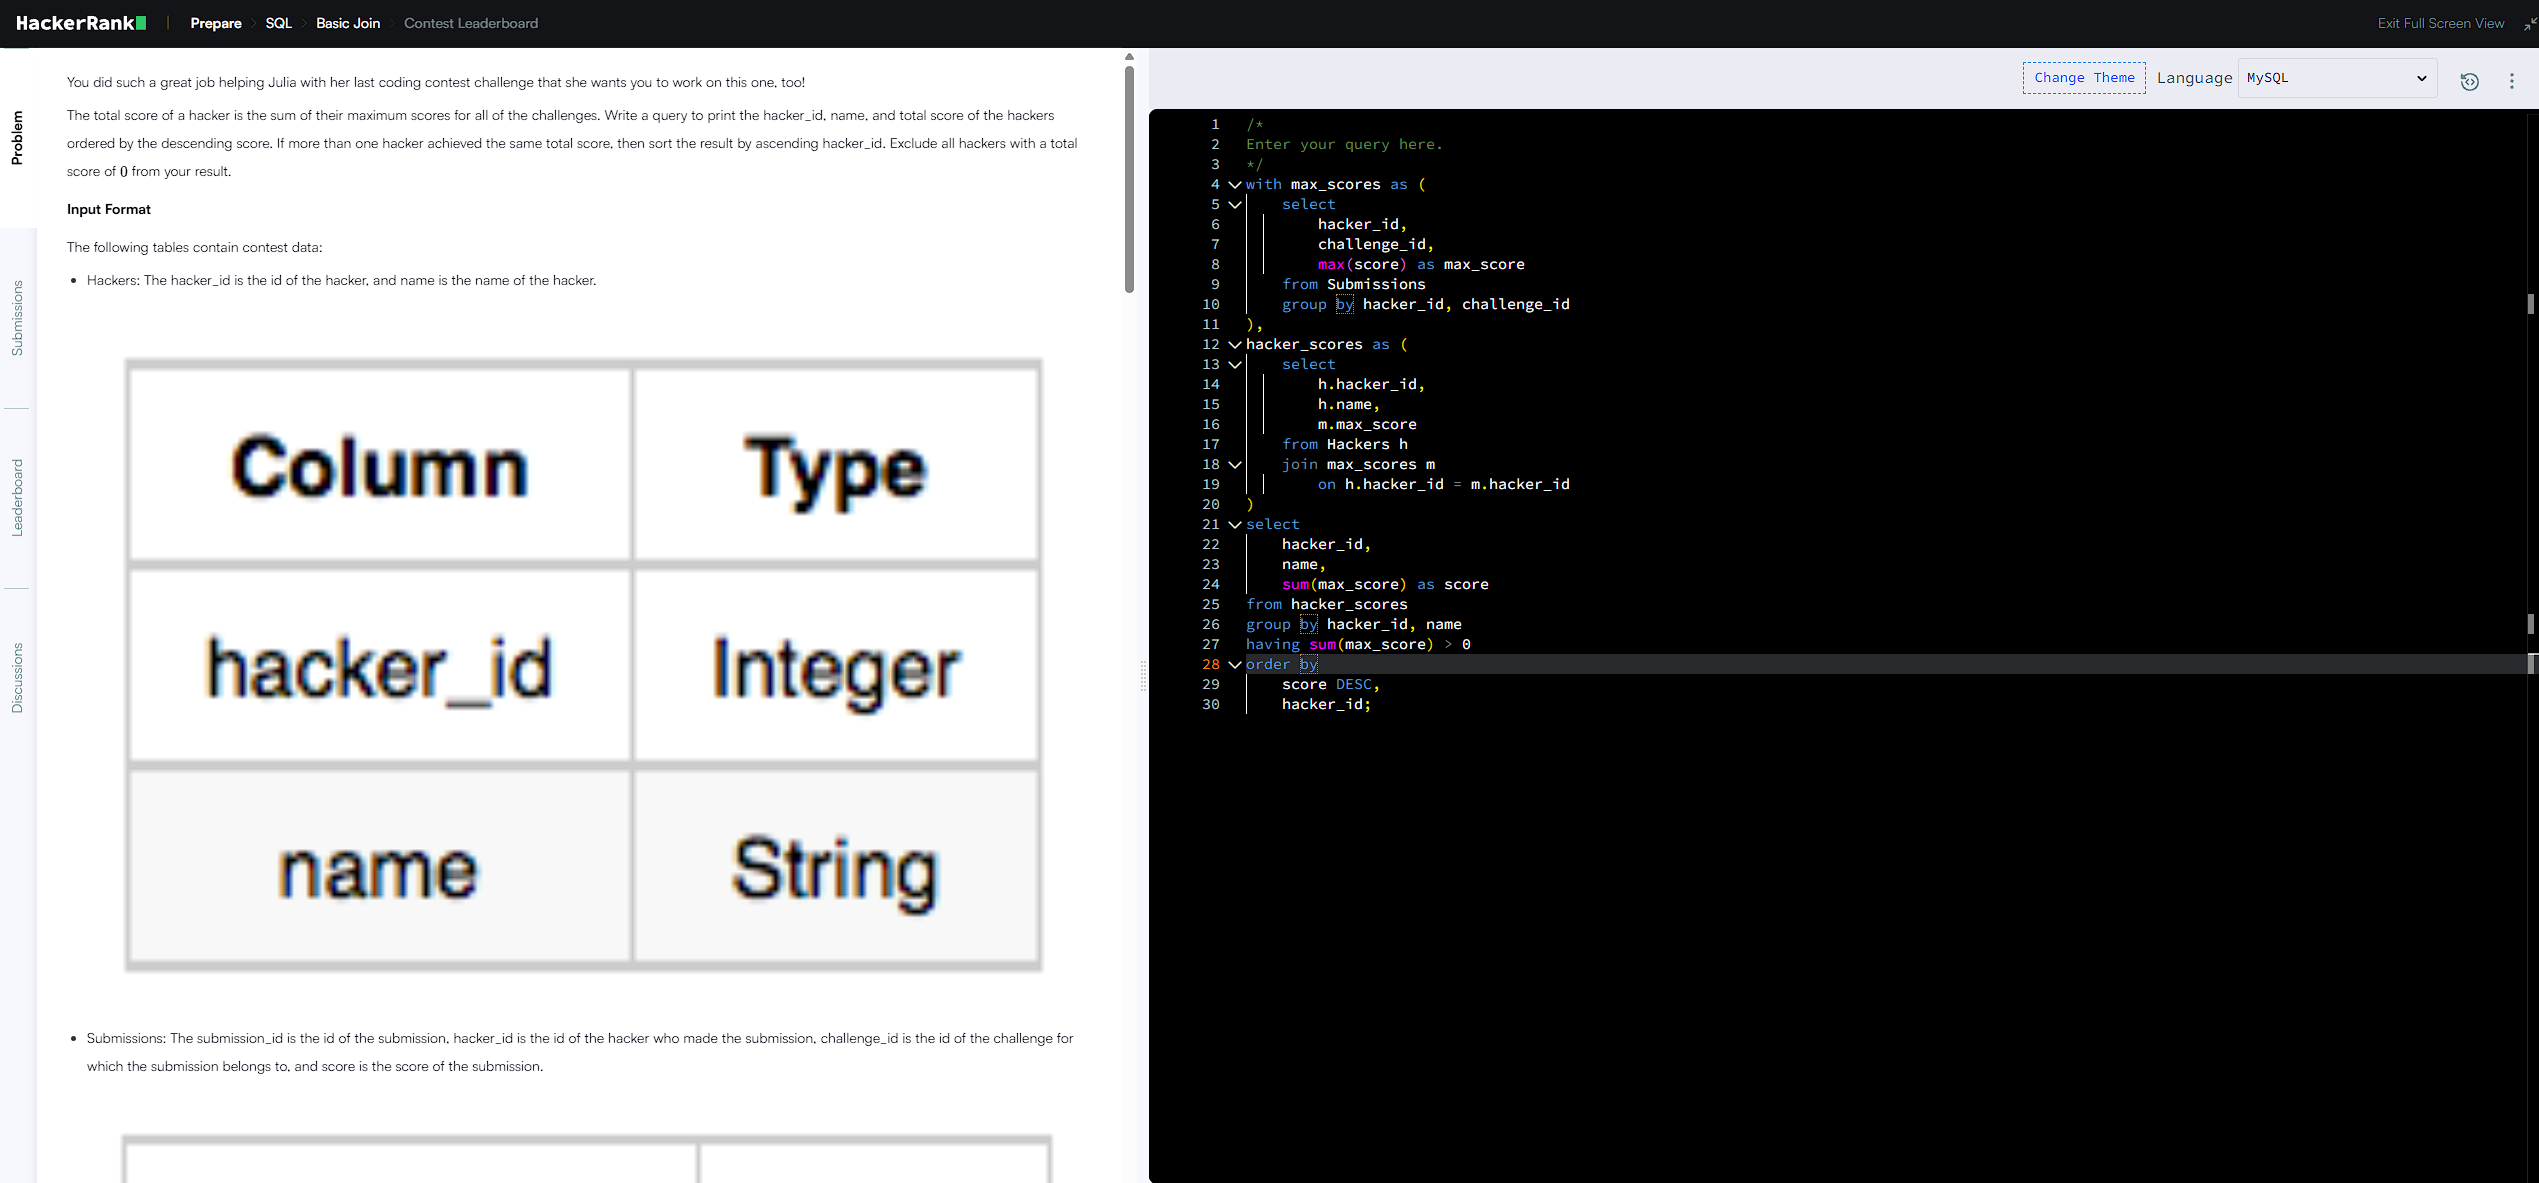 HackerRank
Prepare
SQL
Basic Join
Contest Leaderboard
Exit Full Screen View
Problem
Submissions
Leaderboard
Discussions
You did such a great job helping Julia with her last coding contest challenge that she wants you to work on this one, too!
The total score of a hacker is the sum of their maximum scores for all of the challenges. Write a query to print the hacker_id, name, and total score of the hackers
ordered by the descending score. If more than one hacker achieved the same total score, then sort the result by ascending hacker_id. Exclude all hackers with a total
score of 0 from your result.
Input Format
The following tables contain contest data:
• Hackers: The hacker_id is the id of the hacker, and name is the name of the hacker.
Column Type
hacker_id Integer
name String
• Submissions: The submission_id is the id of the submission, hacker_id is the id of the hacker who made the submission, challenge_id is the id of the challenge for
which the submission belongs to, and score is the score of the submission.
Change Theme
Language
MySQL
1 /*
2 Enter your query here.
3 */
4 with max_scores as (
5     select
6         hacker_id,
7         challenge_id,
8         max(score) as max_score
9     from Submissions
10     group by hacker_id, challenge_id
11 ),
12 hacker_scores as (
13     select
14         h.hacker_id,
15         h.name,
16         m.max_score
17     from Hackers h
18     join max_scores m
19         on h.hacker_id = m.hacker_id
20 )
21 select
22     hacker_id,
23     name,
24     sum(max_score) as score
25 from hacker_scores
26 group by hacker_id, name
27 having sum(max_score) > 0
28 order by
29     score DESC,
30     hacker_id;